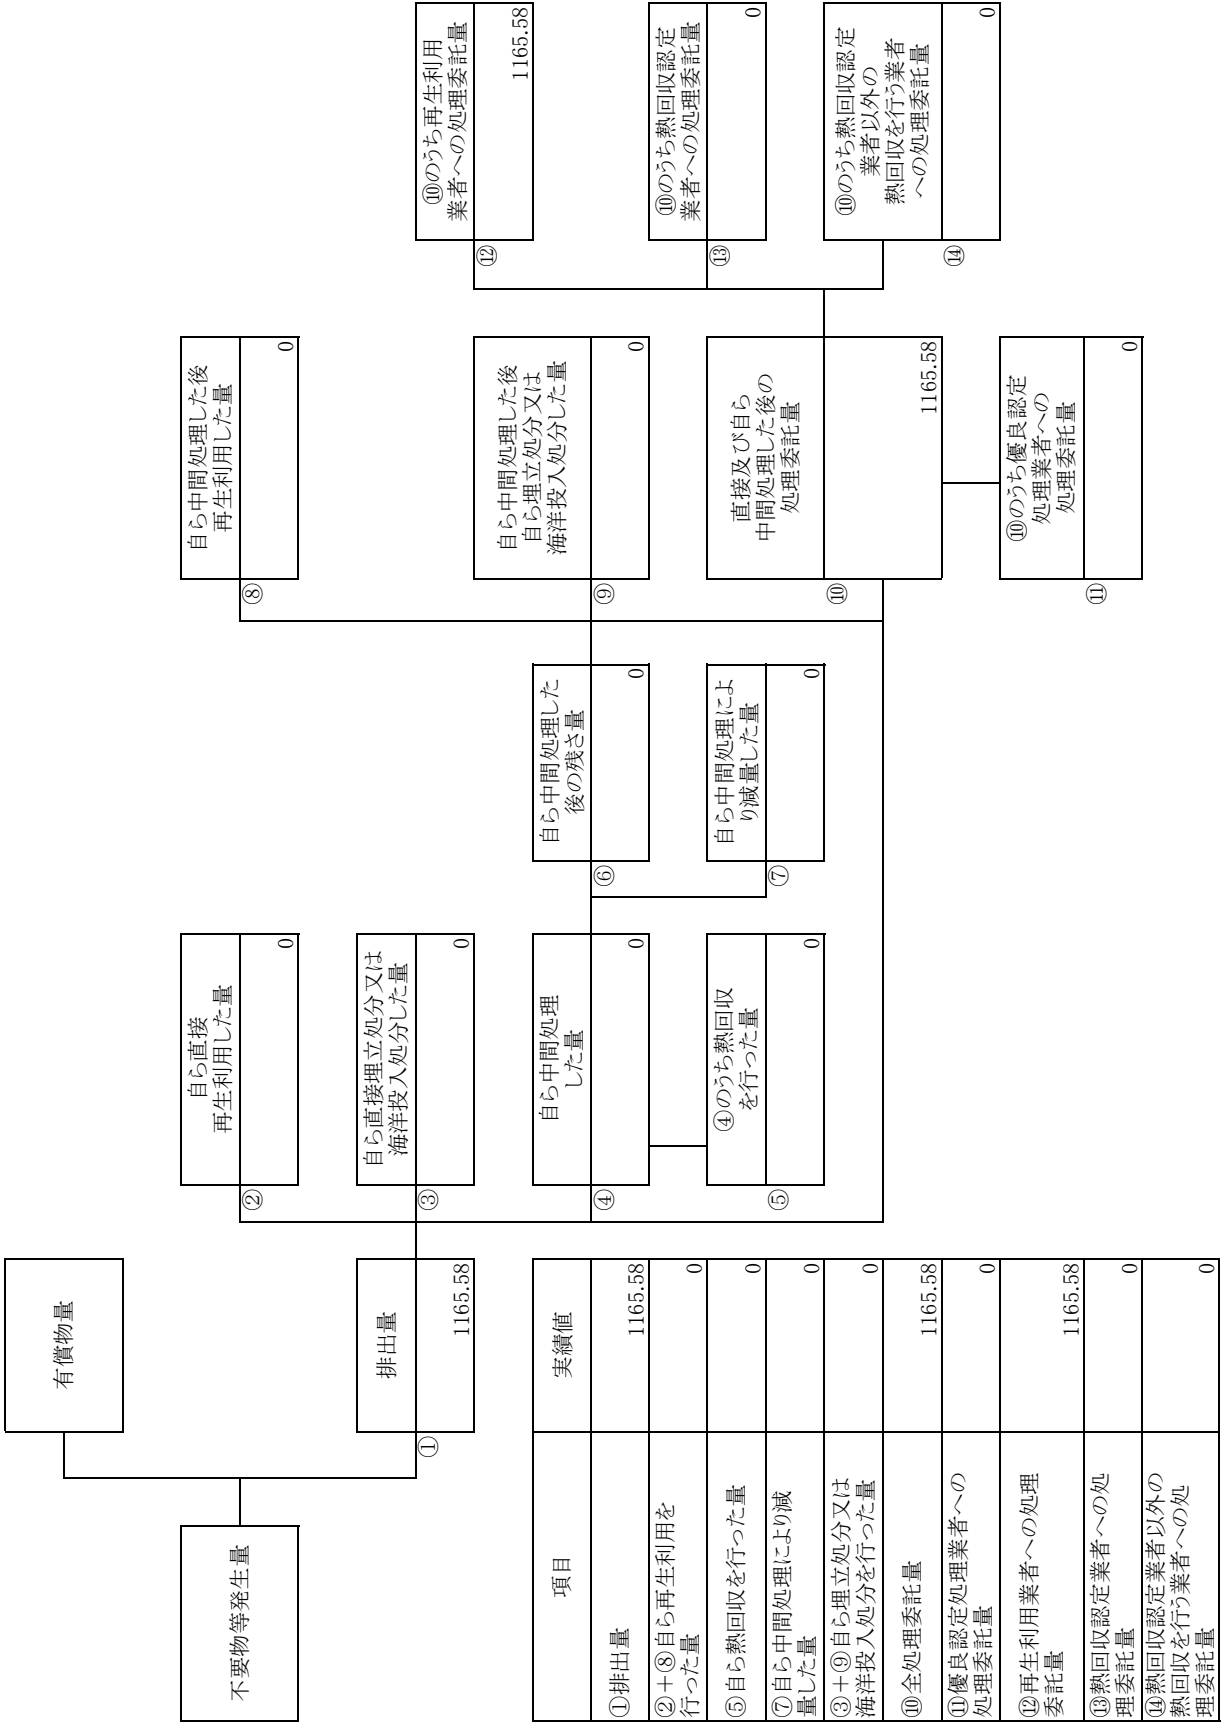 不要物等発生量
有償物量
排出量
①
1165.58
自ら直接
再生利用した量
②
0
自ら直接埋立処分又は
海洋投入処分した量
③
0
自ら中間処理
した量
④
0
④のうち熱回収
を行った量
⑤
0
自ら中間処理した
後の残さ量
⑥
0
自ら中間処理によ
り減量した量
⑦
0
自ら中間処理した後
再生利用した量
⑧
0
自ら中間処理した後
自ら埋立処分又は
海洋投入処分した量
⑨
0
直接及び自ら
中間処理した後の
処理委託量
⑩
1165.58
⑩のうち優良認定
処理業者への
処理委託量
⑪
0
⑩のうち再生利用
業者への処理委託量
⑫
1165.58
⑩のうち熱回収認定
業者への処理委託量
⑬
0
⑩のうち熱回収認定
業者以外の
熱回収を行う業者
への処理委託量
⑭
0
項目 実績値
①排出量 1165.58
②+⑧自ら再生利用を
行った量 0
⑤自ら熱回収を行った量 0
⑦自ら中間処理により減
量した量 0
③+⑨自ら埋立処分又は
海洋投入処分を行った量 0
⑩全処理委託量 1165.58
⑪優良認定処理業者への
処理委託量 0
⑫再生利用業者への処理
委託量 1165.58
⑬熱回収認定業者への処
理委託量 0
⑭熱回収認定業者以外の
熱回収を行う業者への処
理委託量 0